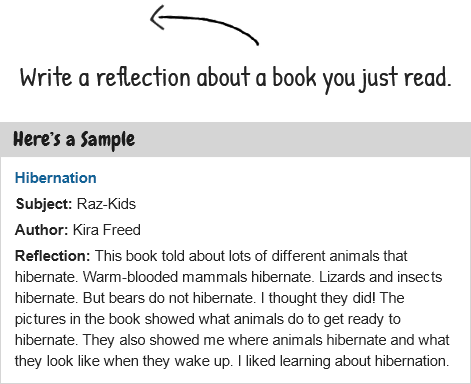 Write a reflection about a book you just read.
Here's a Sample
Hibernation
Subject: Raz-Kids
Author: Kira Freed
Reflection: This book told about lots of different animals that
hibernate. Warm-blooded mammals hibernate. Lizards and insects
hibernate. But bears do not hibernate. I thought they did! The
pictures in the book showed what animals do to get ready to
hibernate. They also showed me where animals hibernate and what
they look like when they wake up. I liked learning about hibernation.